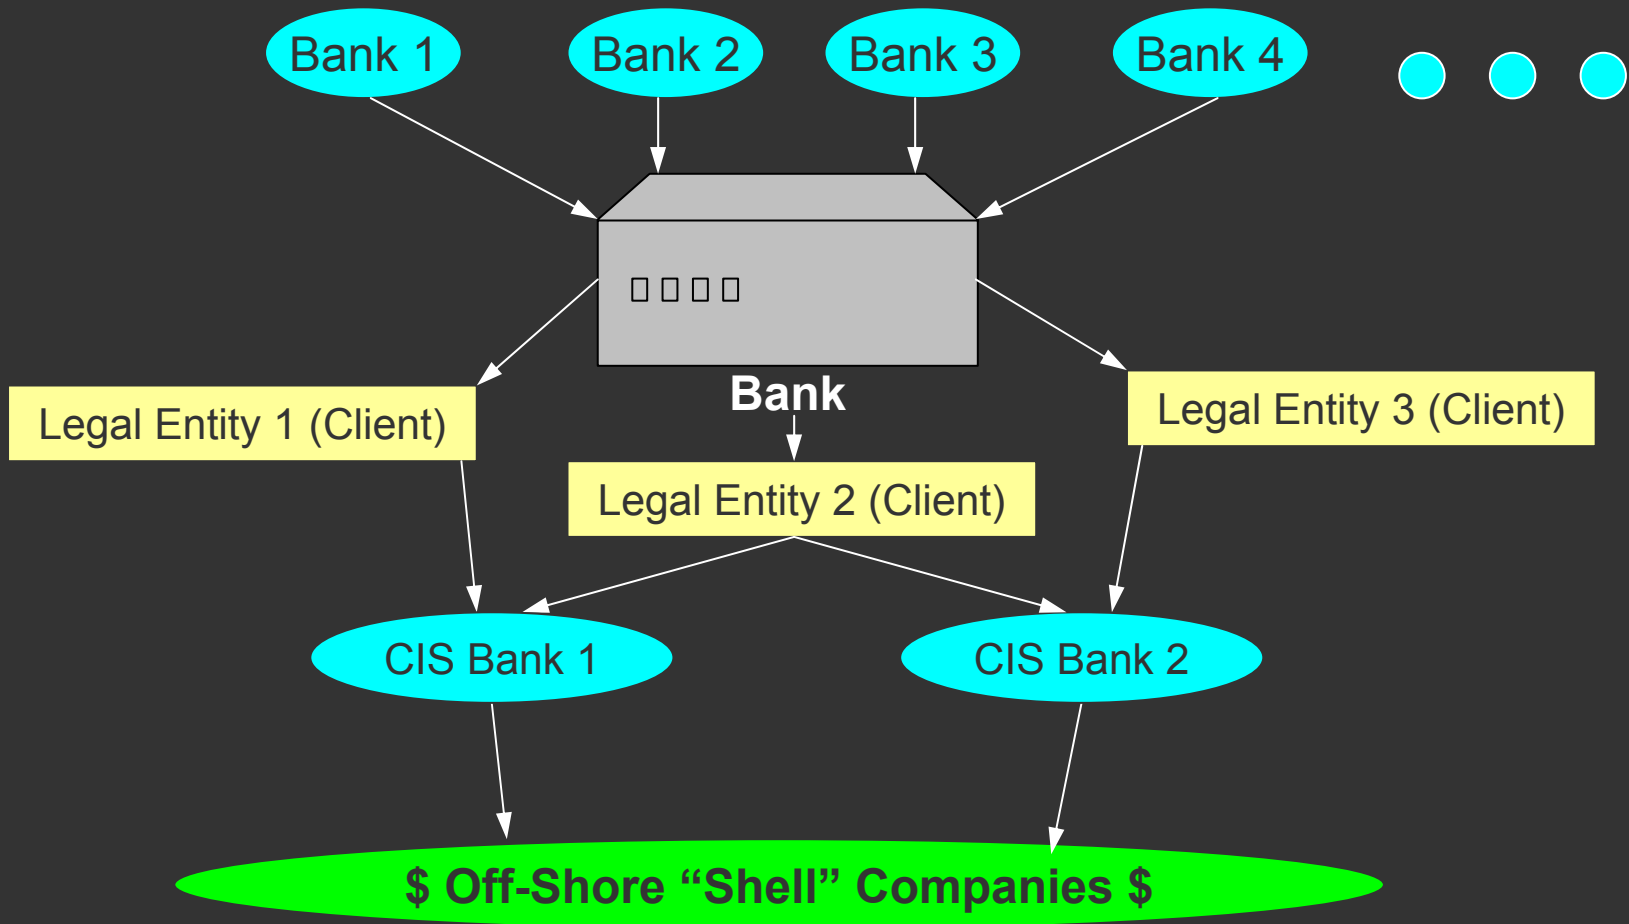 Bank 1
Bank 2
Bank 3
Bank 4
Bank
Legal Entity 1 (Client)
Legal Entity 3 (Client)
Legal Entity 2 (Client)
CIS Bank 1
CIS Bank 2
$ Off-Shore “Shell” Companies $